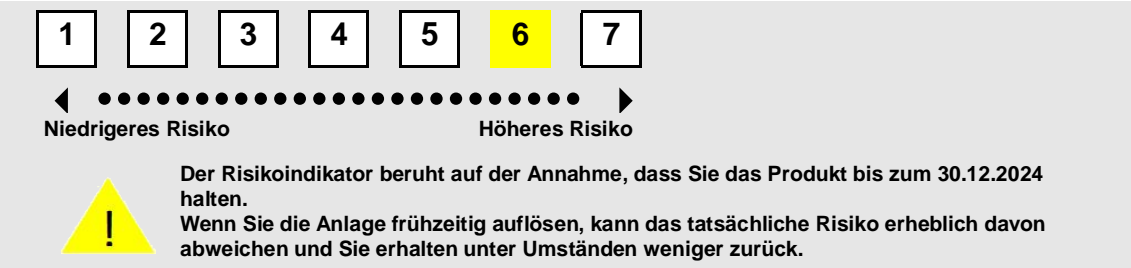 1 2 3 4 5 6 7
Niedrigeres Risiko Höheres Risiko
Der Risikoindikator beruht auf der Annahme, dass Sie das Produkt bis zum 30.12.2024
halten.
Wenn Sie die Anlage frühzeitig auflösen, kann das tatsächliche Risiko erheblich davon
abweichen und Sie erhalten unter Umständen weniger zurück.
!